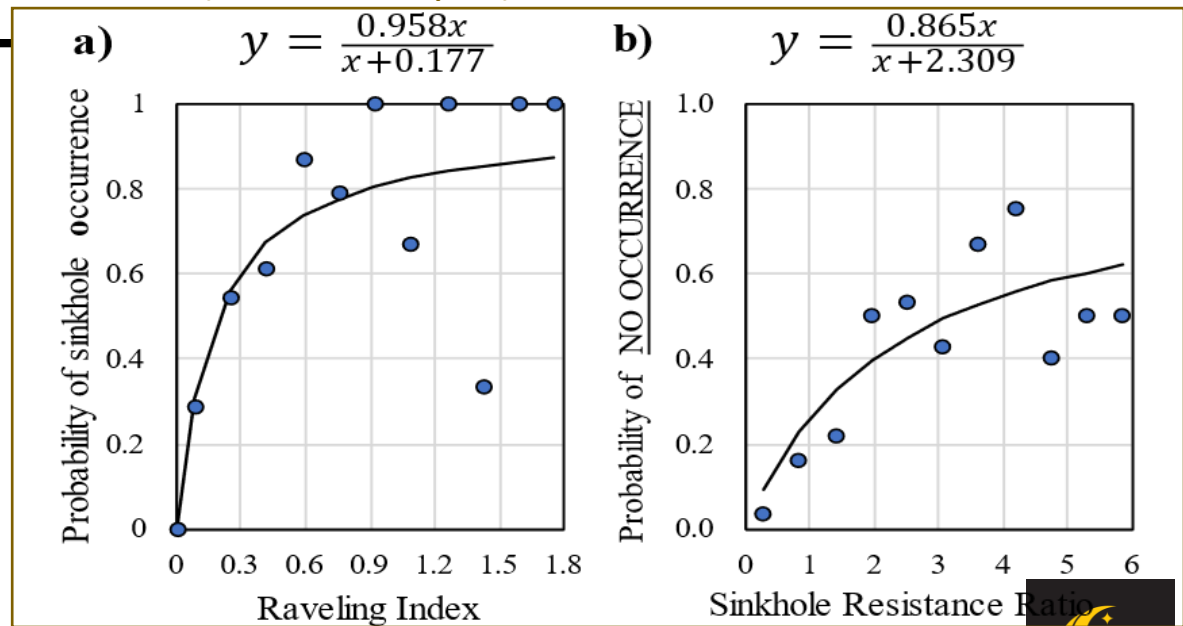 a) y = 0.958x / x+0.177
b) y = 0.865x / x+2.309
Probability of sinkhole occurrence
1
0.8
0.6
0.4
0.2
0
0 0.3 0.6 0.9 1.2 1.5 1.8
Raveling Index
Probability of NO OCCURRENCE
1.0
0.8
0.6
0.4
0.2
0.0
0 1 2 3 4 5 6
Sinkhole Resistance Ratio